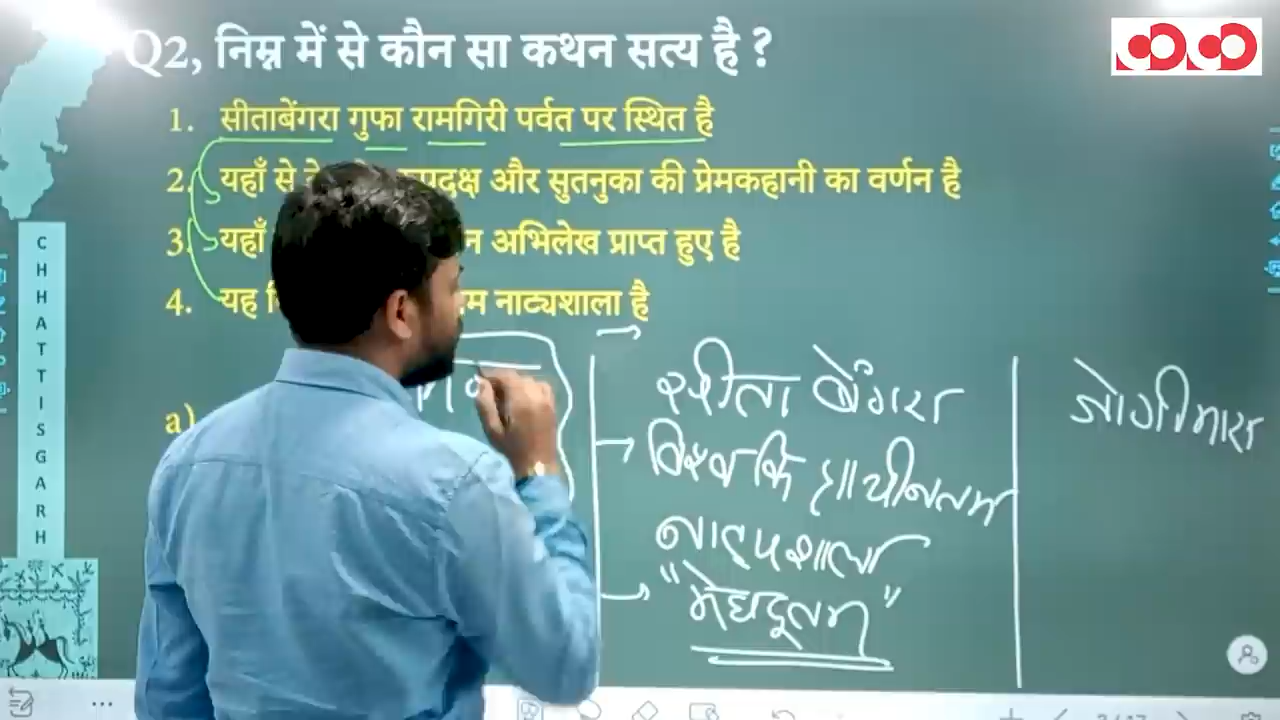 Q2, निम्न में से कौन सा कथन सत्य है ?
1. सीताबेंगरा गुफा रामगिरी पर्वत पर स्थित है
2. यहाँ से और सुतनुका की प्रेमकहानी का वर्णन है
3. यहाँ अभिलेख प्राप्त हुए है
4. यह नाट्यशाला है
a)
सीता बेंगरा
विश्व कि प्राचीनतम
नाट्यशाला
"मेघदूतम"
जोगीमारा
CHHATTISGARH